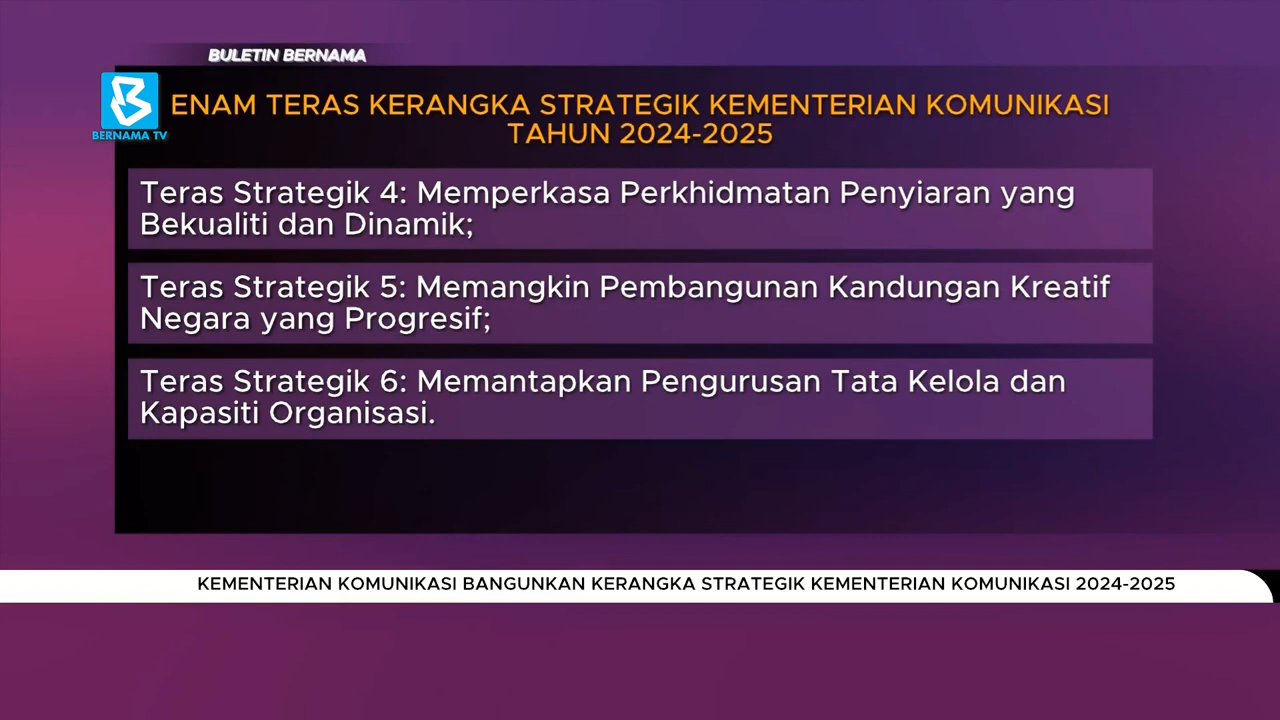 BULETIN BERNAMA
BERNAMA TV
ENAM TERAS KERANGKA STRATEGIK KEMENTERIAN KOMUNIKASI
TAHUN 2024-2025
Teras Strategik 4: Memperkasa Perkhidmatan Penyiaran yang
Bekualiti dan Dinamik;
Teras Strategik 5: Memangkin Pembangunan Kandungan Kreatif
Negara yang Progresif;
Teras Strategik 6: Memantapkan Pengurusan Tata Kelola dan
Kapasiti Organisasi.
KEMENTERIAN KOMUNIKASI BANGUNKAN KERANGKA STRATEGIK KEMENTERIAN KOMUNIKASI 2024-2025